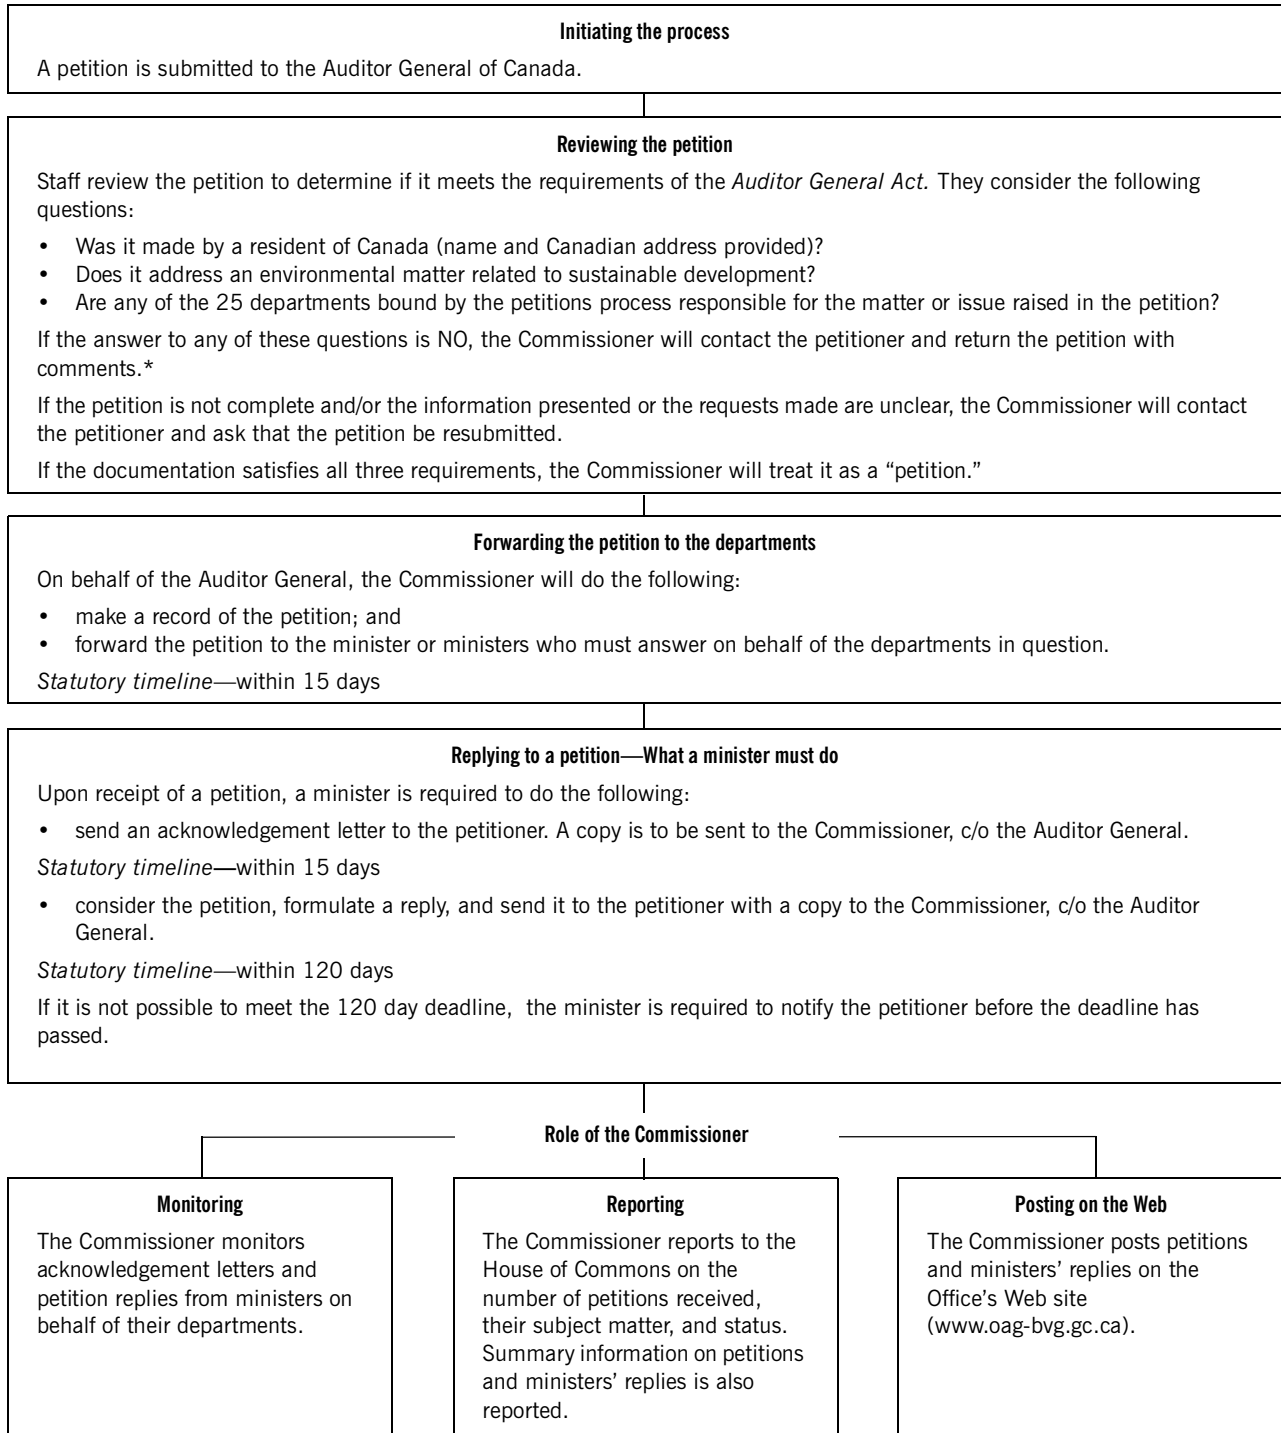 Initiating the process
A petition is submitted to the Auditor General of Canada.
Reviewing the petition
Staff review the petition to determine if it meets the requirements of the Auditor General Act. They consider the following
questions:
• Was it made by a resident of Canada (name and Canadian address provided)?
• Does it address an environmental matter related to sustainable development?
• Are any of the 25 departments bound by the petitions process responsible for the matter or issue raised in the petition?
If the answer to any of these questions is NO, the Commissioner will contact the petitioner and return the petition with
comments.*
If the petition is not complete and/or the information presented or the requests made are unclear, the Commissioner will contact
the petitioner and ask that the petition be resubmitted.
If the documentation satisfies all three requirements, the Commissioner will treat it as a “petition.”
Forwarding the petition to the departments
On behalf of the Auditor General, the Commissioner will do the following:
• make a record of the petition; and
• forward the petition to the minister or ministers who must answer on behalf of the departments in question.
Statutory timeline—within 15 days
Replying to a petition—What a minister must do
Upon receipt of a petition, a minister is required to do the following:
• send an acknowledgement letter to the petitioner. A copy is to be sent to the Commissioner, c/o the Auditor General.
Statutory timeline—within 15 days
• consider the petition, formulate a reply, and send it to the petitioner with a copy to the Commissioner, c/o the Auditor
General.
Statutory timeline—within 120 days
If it is not possible to meet the 120 day deadline, the minister is required to notify the petitioner before the deadline has
passed.
Role of the Commissioner
Monitoring
The Commissioner monitors
acknowledgement letters and
petition replies from ministers on
behalf of their departments.
Reporting
The Commissioner reports to the
House of Commons on the
number of petitions received,
their subject matter, and status.
Summary information on petitions
and ministers’ replies is also
reported.
Posting on the Web
The Commissioner posts petitions
and ministers’ replies on the
Office’s Web site
(www.oag-bvg.gc.ca).